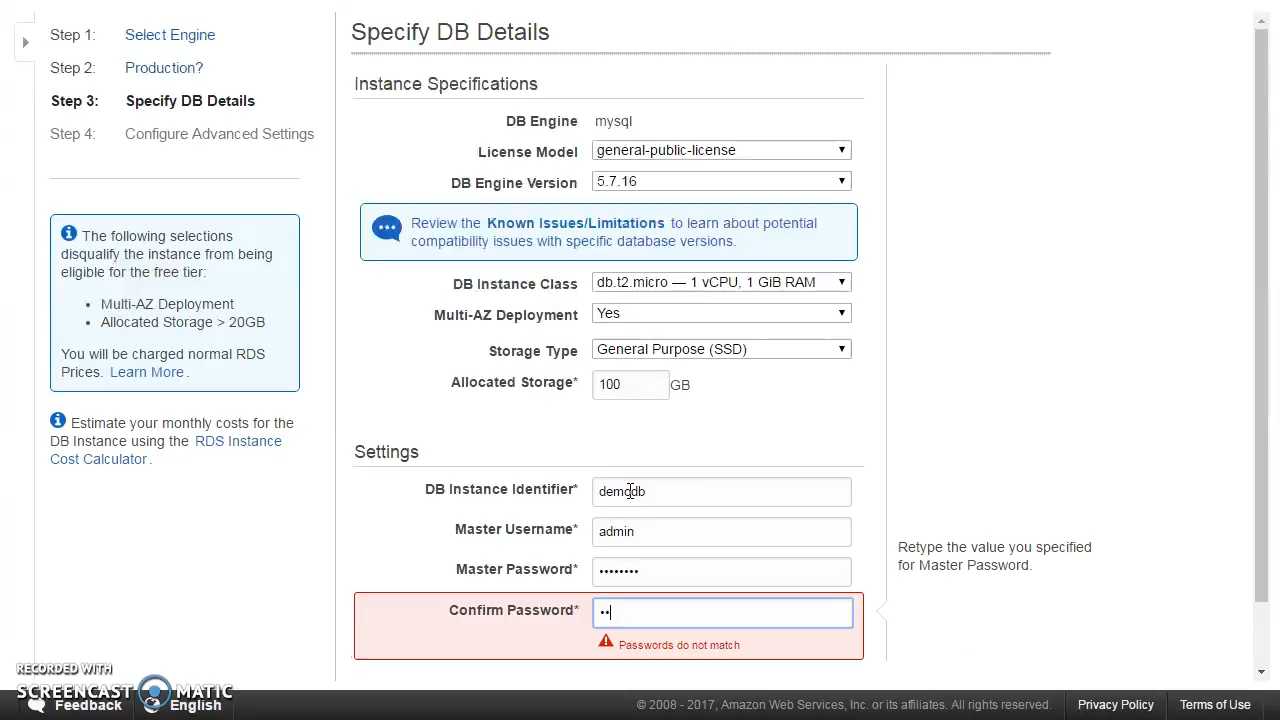 Step 1: Select Engine
Step 2: Production?
Step 3: Specify DB Details
Step 4: Configure Advanced Settings
The following selections
disqualify the instance from being
eligible for the free tier:
• Multi-AZ Deployment
• Allocated Storage > 20GB
You will be charged normal RDS
Prices. Learn More .
Estimate your monthly costs for the
DB Instance using the RDS Instance
Cost Calculator .
Specify DB Details
Instance Specifications
DB Engine mysql
License Model general-public-license
DB Engine Version 5.7.16
Review the Known Issues/Limitations to learn about potential
compatibility issues with specific database versions.
DB Instance Class db.t2.micro — 1 vCPU, 1 GiB RAM
Multi-AZ Deployment Yes
Storage Type General Purpose (SSD)
Allocated Storage* 100 GB
Settings
DB Instance Identifier* demodb
Master Username* admin
Master Password* ••••••••
Confirm Password* ••
Passwords do not match
Retype the value you specified
for Master Password.
RECORDED WITH
SCREENCAST MATIC
Feedback English
© 2008 - 2017, Amazon Web Services, Inc. or its affiliates. All rights reserved. Privacy Policy Terms of Use